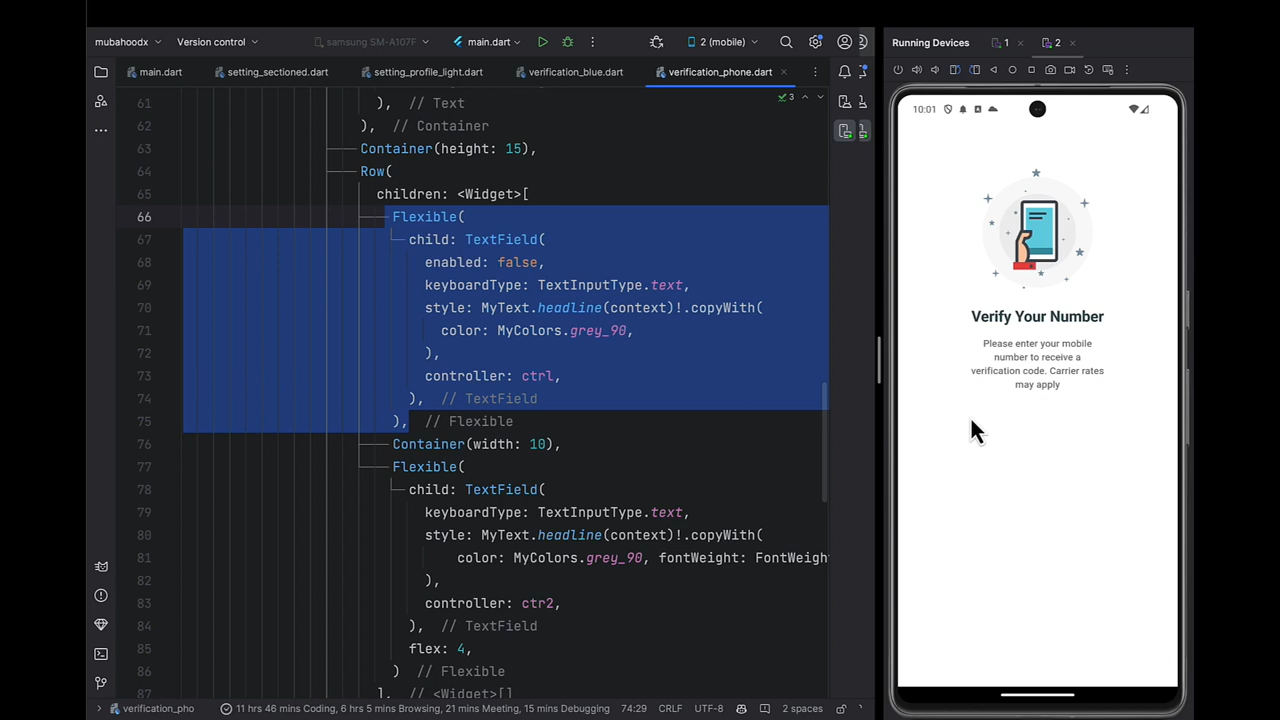 mubahoodx
Version control
samsung SM-A107F
main.dart
2 (mobile)
main.dart
setting_sectioned.dart
setting_profile_light.dart
verification_blue.dart
verification_phone.dart
3
61 ), // Text
62 ), // Container
63 Container(height: 15),
64 Row(
65 children: <Widget>[
66 Flexible(
67 child: TextField(
68 enabled: false,
69 keyboardType: TextInputType.text,
70 style: MyText.headline(context)!.copyWith(
71 color: MyColors.grey_90,
72 ),
73 controller: ctrl,
74 ), // TextField
75 ), // Flexible
76 Container(width: 10),
77 Flexible(
78 child: TextField(
79 keyboardType: TextInputType.text,
80 style: MyText.headline(context)!.copyWith(
81 color: MyColors.grey_90, fontWeight: FontWeight
82 ),
83 controller: ctr2,
84 ), // TextField
85 flex: 4,
86 ) // Flexible
87 ], // <Widget>[]
verification_pho
11 hrs 46 mins Coding, 6 hrs 5 mins Browsing, 21 mins Meeting, 15 mins Debugging
74:29
CRLF
UTF-8
2 spaces
Running Devices
1
2
10:01
Verify Your Number
Please enter your mobile
number to receive a
verification code. Carrier rates
may apply